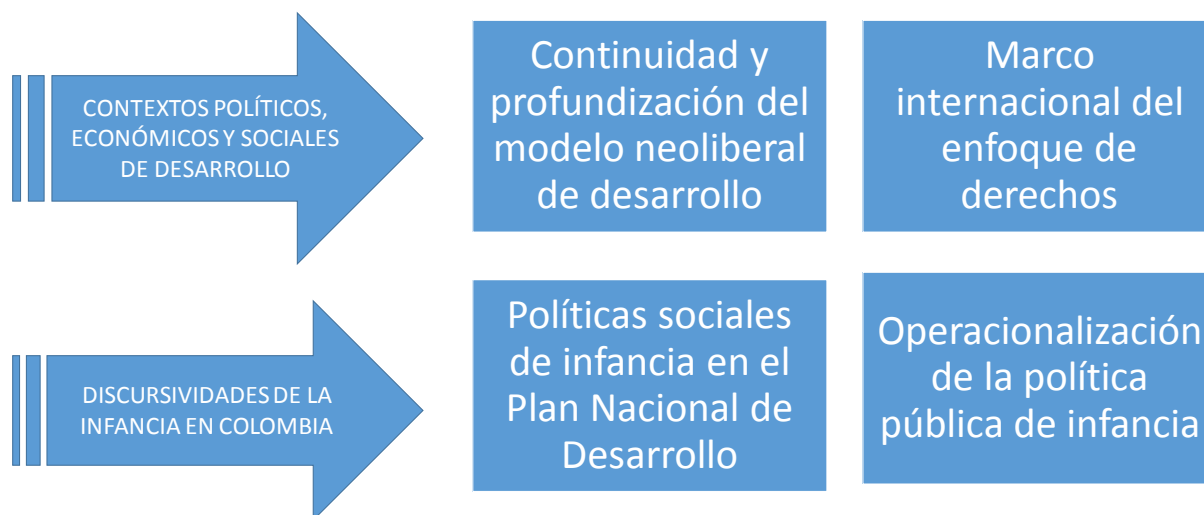 CONTEXTOS POLÍTICOS,
ECONÓMICOS Y SOCIALES
DE DESARROLLO
Continuidad y
profundización del
modelo neoliberal
de desarrollo
Marco
internacional del
enfoque de
derechos
DISCURSIVIDADES DE LA
INFANCIA EN COLOMBIA
Políticas sociales
de infancia en el
Plan Nacional de
Desarrollo
Operacionalización
de la política
pública de infancia